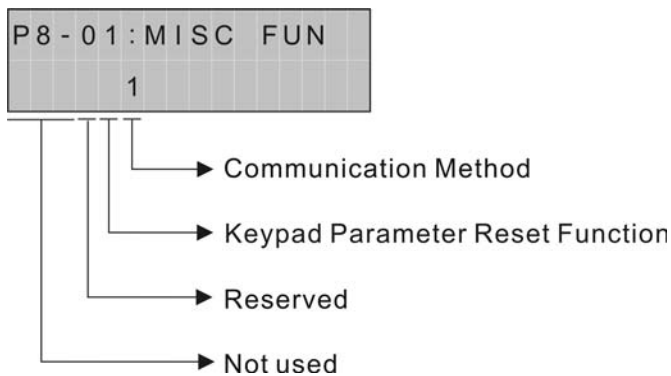 P8-01:MISC FUN
1
Communication Method
Keypad Parameter Reset Function
Reserved
Not used